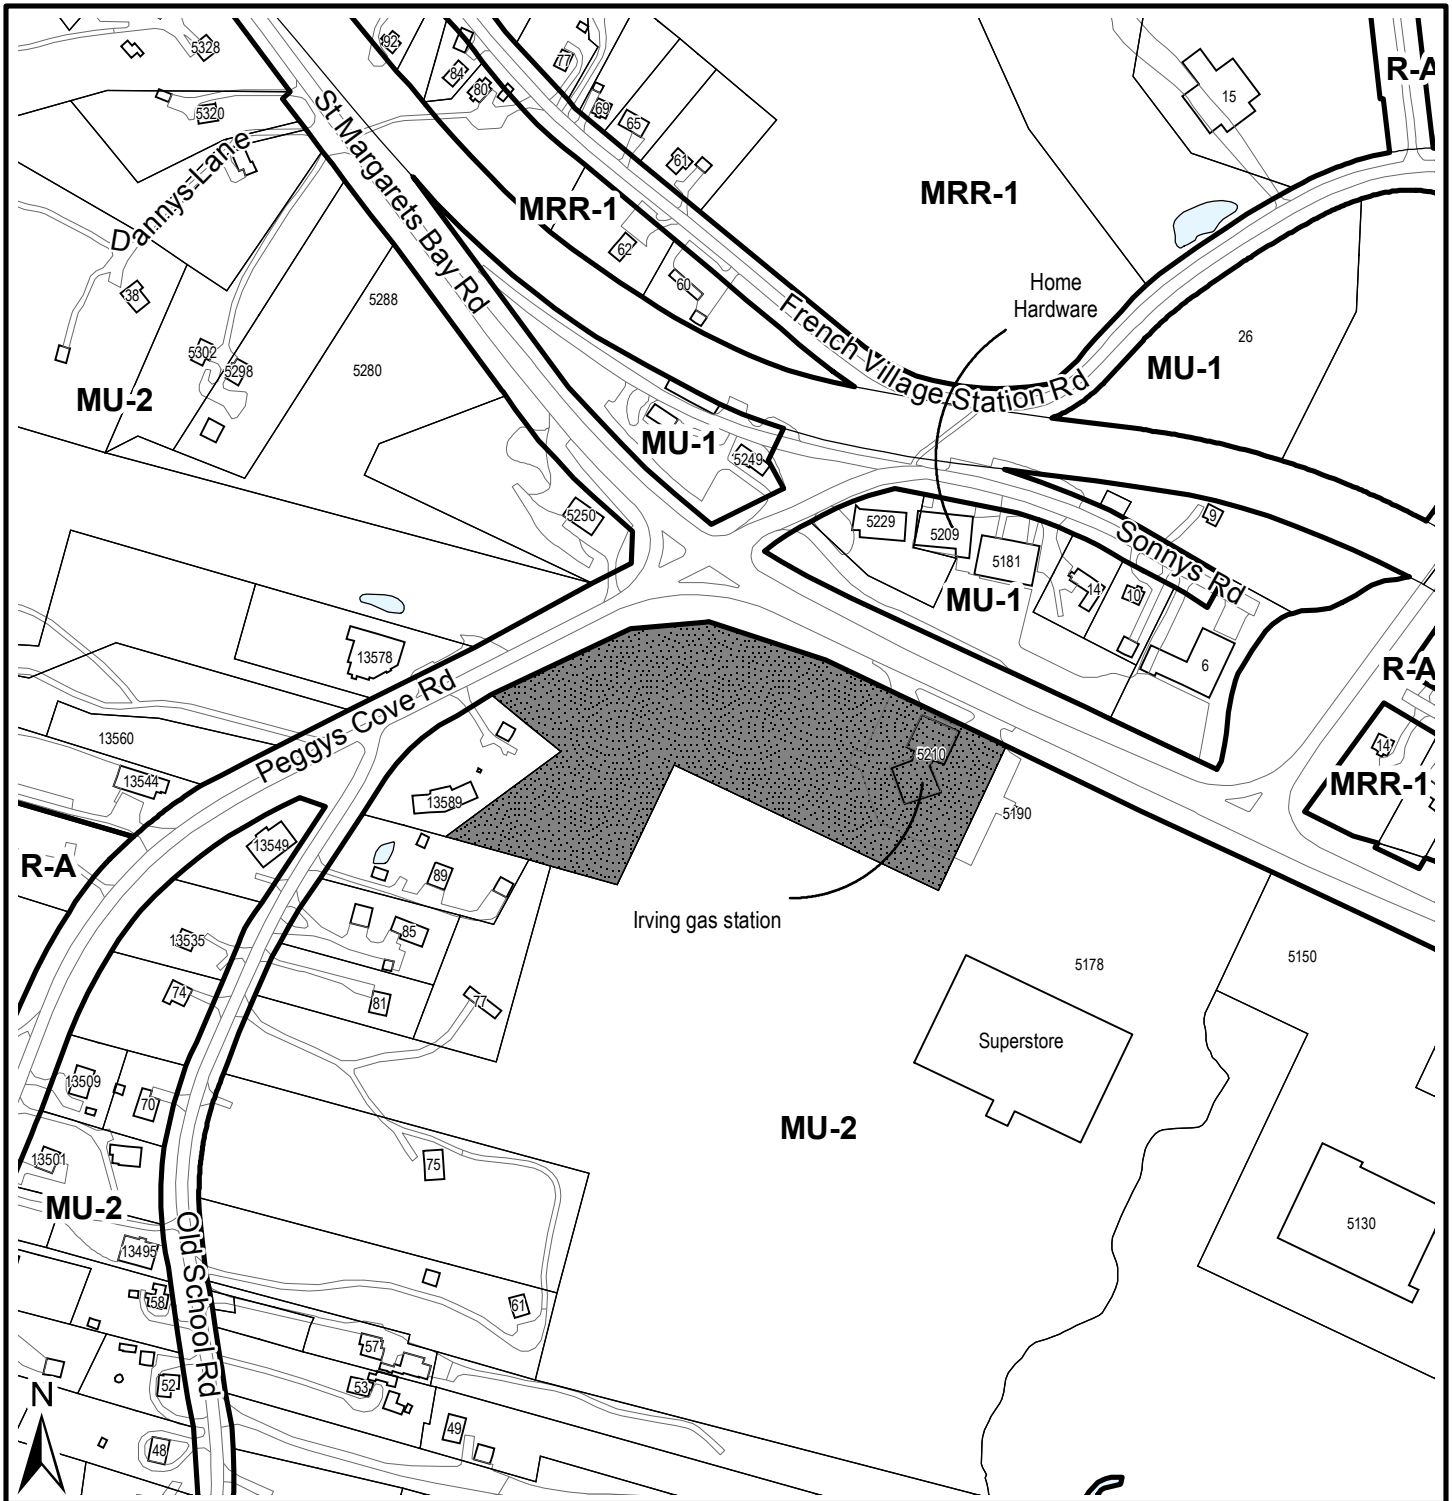 92
5328
84
77
80
R-A
15
St Margarets Bay Rd
5320
69
65
Dannys Lane
61
MRR-1
MRR-1
62
38
5288
60
Home
Hardware
French Village Station Rd
26
5302
5298
5280
MU-1
MU-2
MU-1
5249
5250
5229
5209
9
Sonnys Rd
5181
14
10
MU-1
13578
6
R-A
Peggys Cove Rd
13560
5210
14
13544
MRR-1
13589
5190
13549
R-A
89
Irving gas station
85
13535
5178
5150
74
81
77
Superstore
13509
70
MU-2
13501
75
MU-2
5130
Old School Rd
13495
58
61
57
52
53
N
49
48